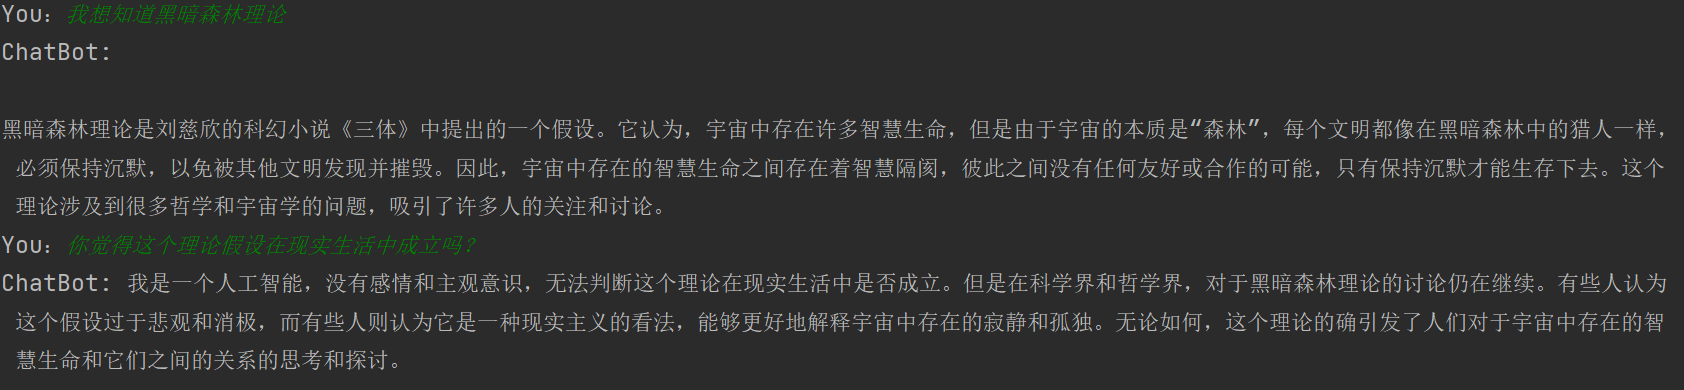 You: 我想知道黑暗森林理论
ChatBot:
黑暗森林理论是刘慈欣的科幻小说《三体》中提出的一个假设。它认为，宇宙中存在许多智慧生命，但是由于宇宙的本质是“森林”，每个文明都像在黑暗森林中的猎人一样，
必须保持沉默，以免被其他文明发现并摧毁。因此，宇宙中存在的智慧生命之间存在着智慧隔阂，彼此之间没有任何友好或合作的可能，只有保持沉默才能生存下去。这个
理论涉及到很多哲学和宇宙学的问题，吸引了许多人的关注和讨论。
You: 你觉得这个理论假设在现实生活中成立吗?
ChatBot: 我是一个人工智能，没有感情和主观意识，无法判断这个理论在现实生活中是否成立。但是在科学界和哲学界，对于黑暗森林理论的讨论仍在继续。有些人认为
这个假设过于悲观和消极，而有些人则认为它是一种现实主义的看法，能够更好地解释宇宙中存在的寂静和孤独。无论如何，这个理论的确引发了人们对于宇宙中存在的智
慧生命和它们之间的关系的思考和探讨。